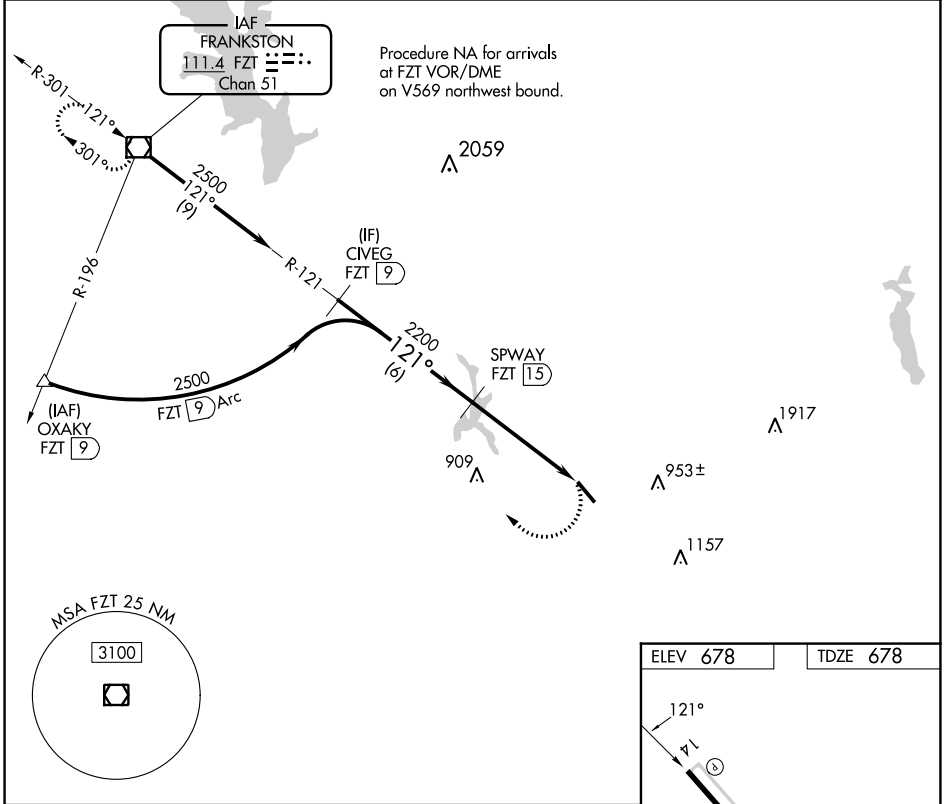 IAF
FRANKSTON
111.4 FZT
Chan 51
Procedure NA for arrivals
at FZT VOR/DME
on V569 northwest bound.
R-301
121°
301°
2059
2500
121°
(9)
(IF)
CIVEG
FZT 9
R-121
R-196
2200
121°
(6)
SPWAY
FZT 15
2500
FZT 9 Arc
(IAF)
OXAKY
FZT 9
1917
909
953±
1157
MSA FZT 25 NM
3100
ELEV 678
TDZE 678
121°
14
P